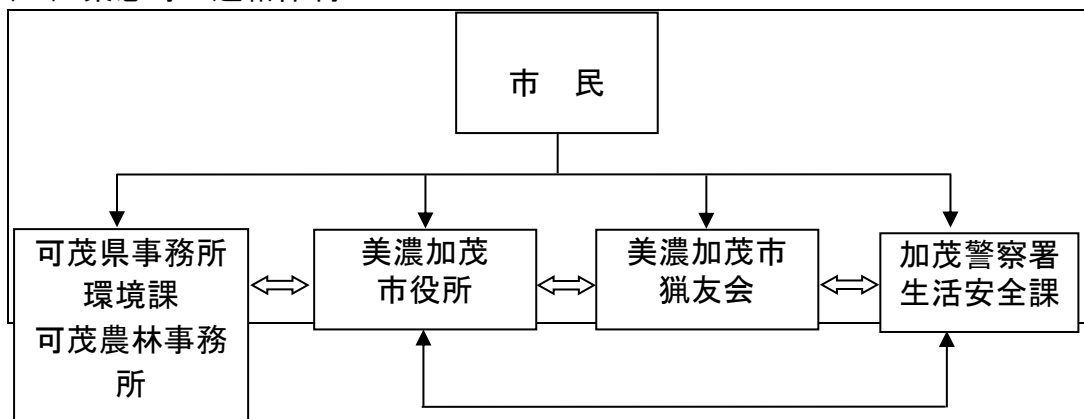 市　民
可茂県事務所
環境課
可茂農林事務
所
美濃加茂
市役所
美濃加茂市
猟友会
加茂警察署
生活安全課